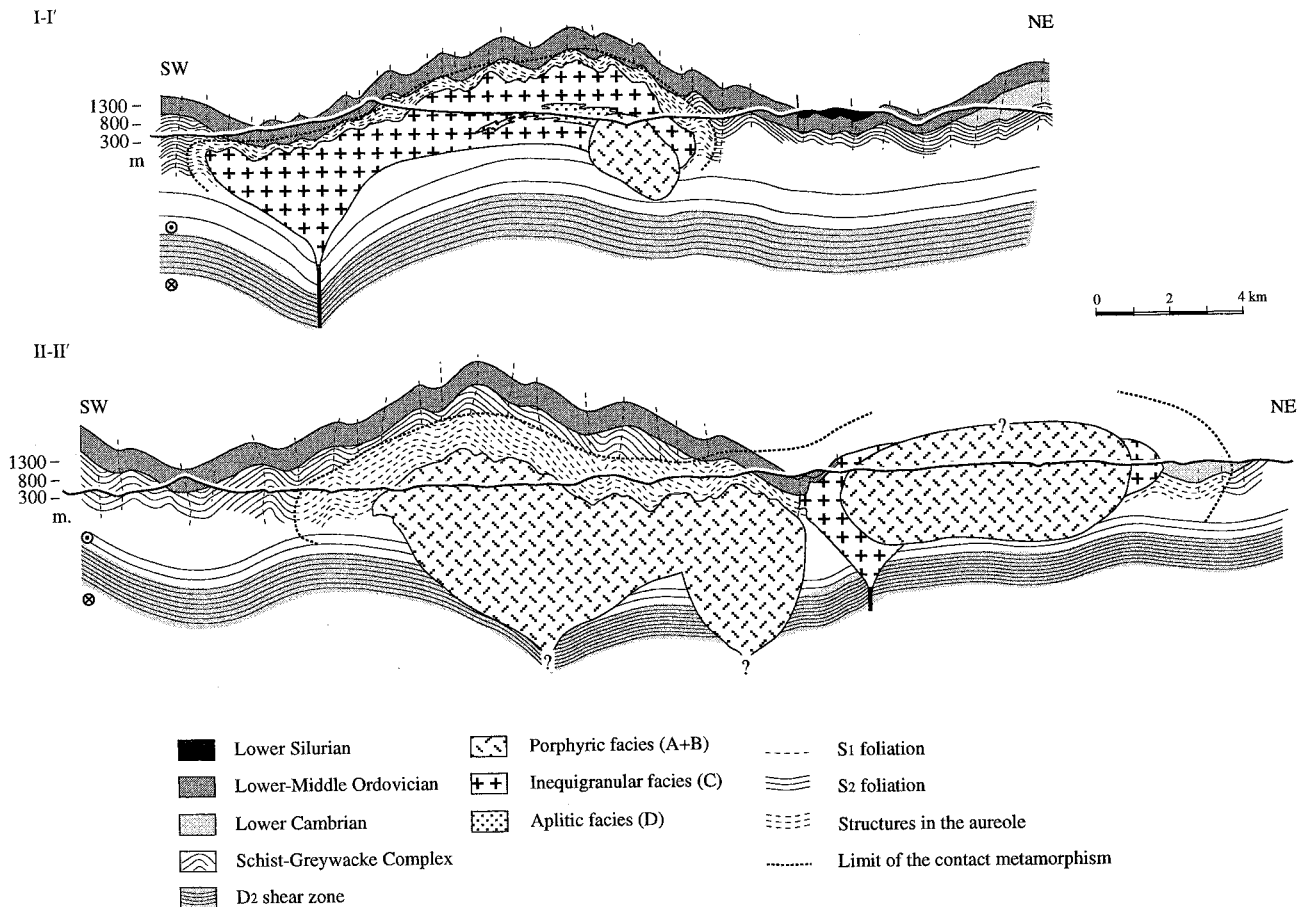 I-I'
NE
SW
1300
800
300
m
0 2 4 km
II-II'
SW
NE
1300
800
300
m.
?
?
?
Lower Silurian
Lower-Middle Ordovician
Lower Cambrian
Schist-Greywacke Complex
D2 shear zone
Porphyric facies (A+B)
Inequigranular facies (C)
Aplitic facies (D)
S1 foliation
S2 foliation
Structures in the aureole
Limit of the contact metamorphism